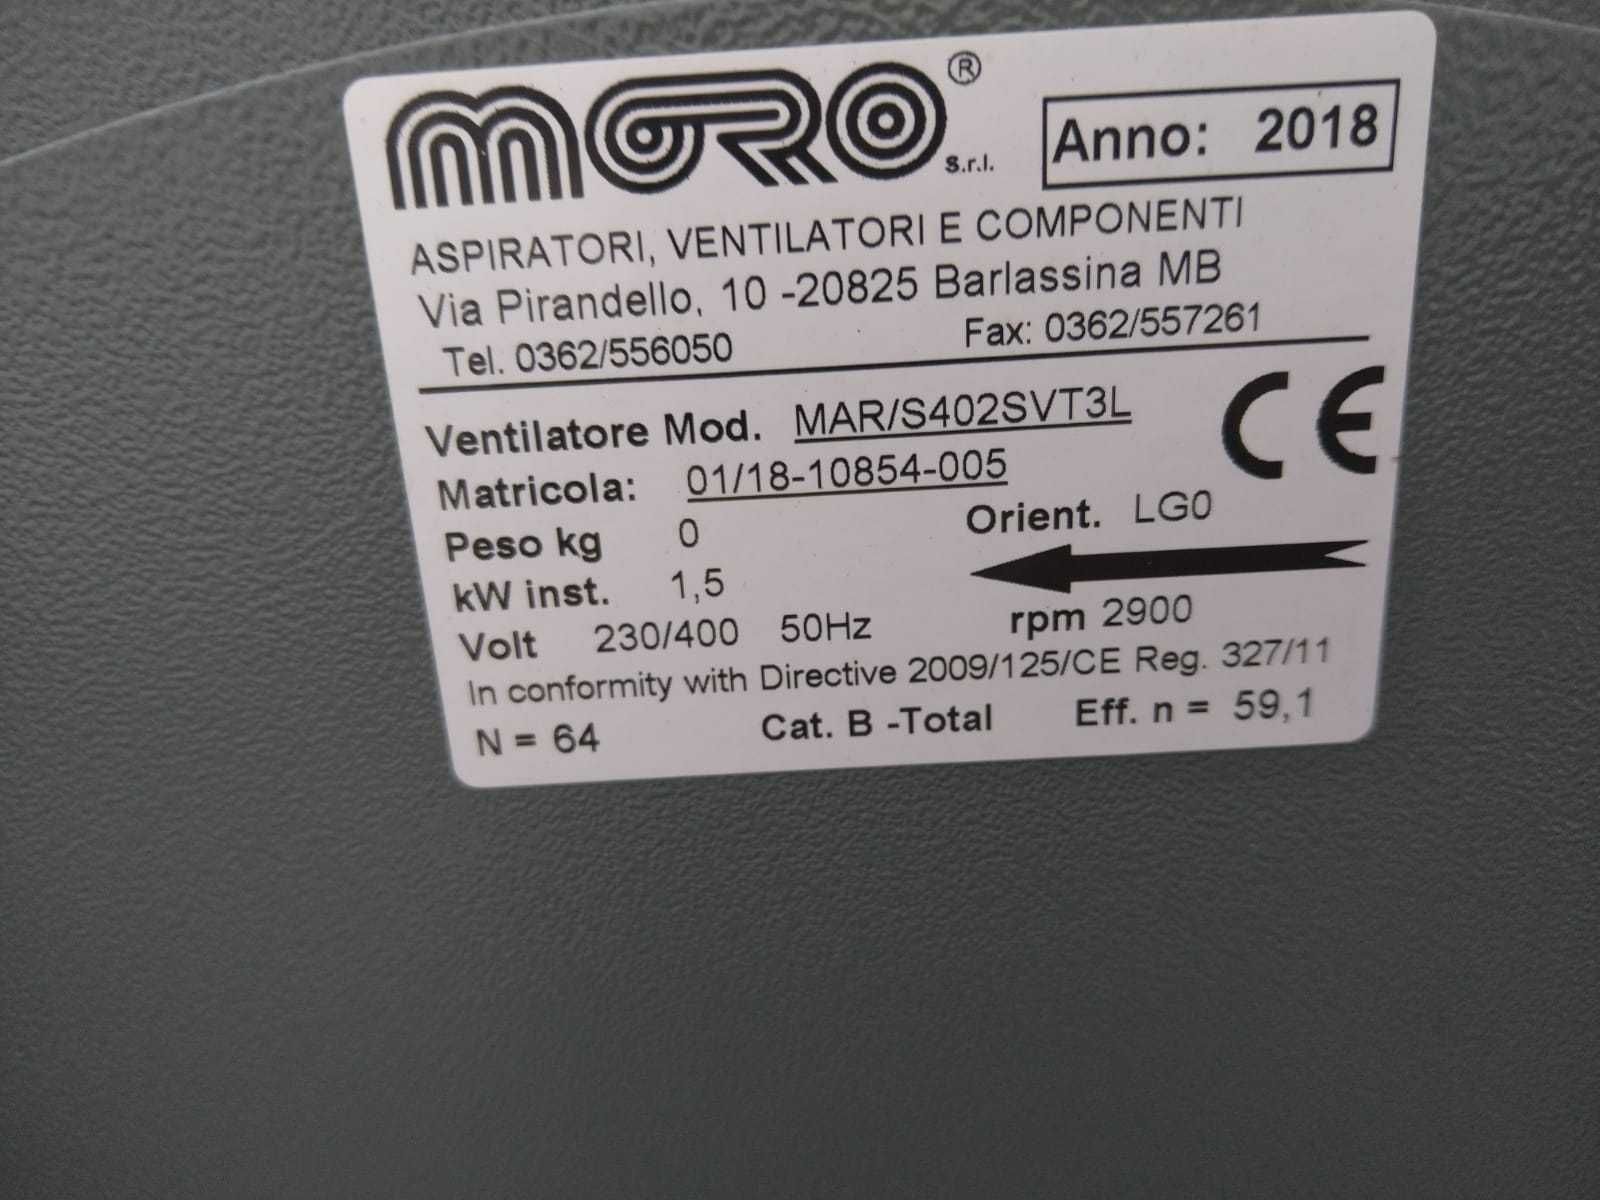 MORO® s.r.l.
Anno: 2018
ASPIRATORI, VENTILATORI E COMPONENTI
Via Pirandello, 10 -20825 Barlassina MB
Tel. 0362/556050 Fax: 0362/557261
Ventilatore Mod. MAR/S402SVT3L CE
Matricola: 01/18-10854-005
Peso kg 0 Orient. LG0
kW inst. 1,5
Volt 230/400 50Hz rpm 2900
In conformity with Directive 2009/125/CE Reg. 327/11
N = 64 Cat. B -Total Eff. n = 59,1